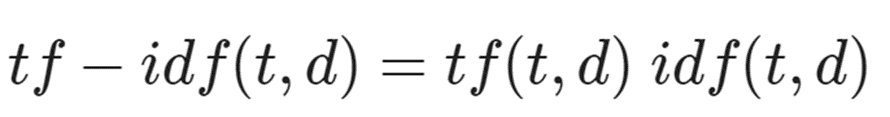 tf − idf(t, d) = tf(t, d) idf(t, d)